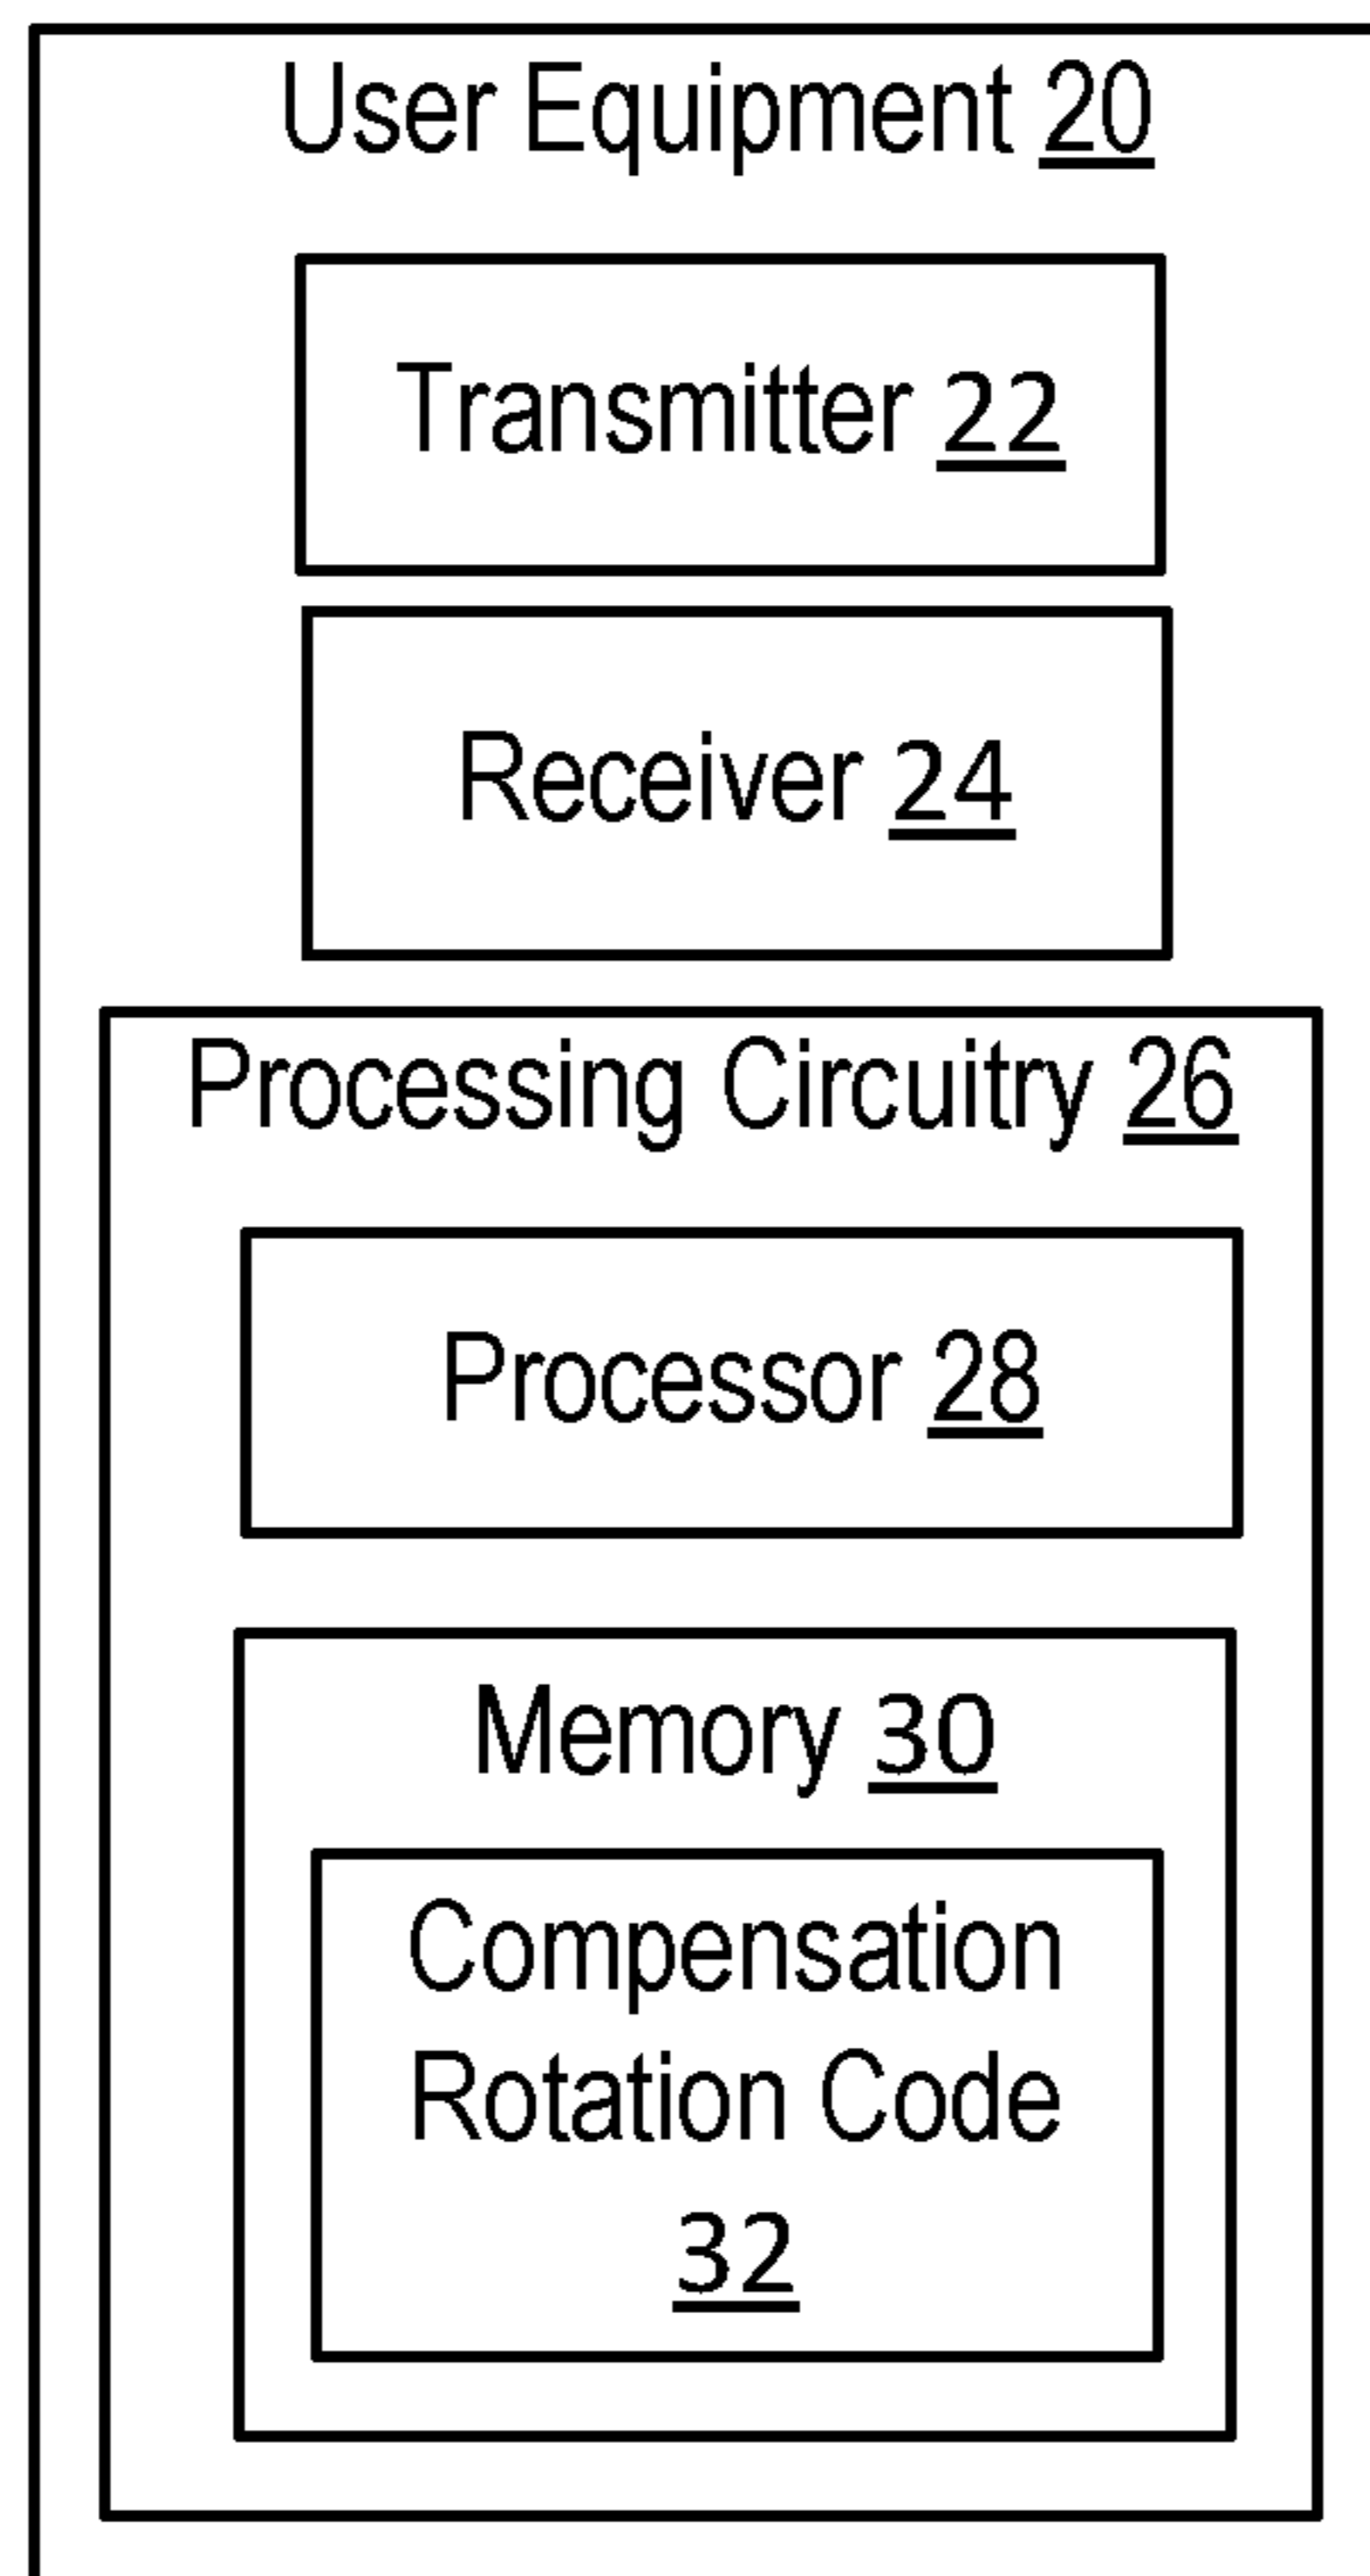 User Equipment 20
Transmitter 22
Receiver 24
Processing Circuitry 26
Processor 28
Memory 30
Compensation
Rotation Code
32